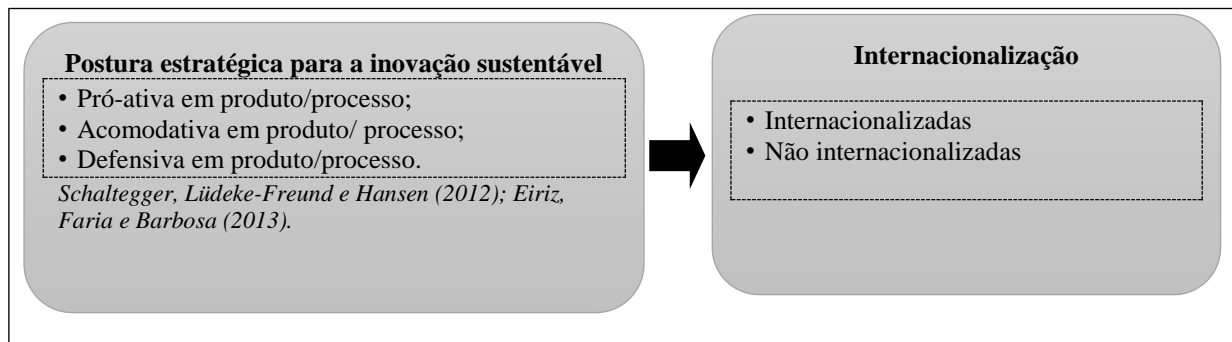 Postura estratégica para a inovação sustentável
• Pró-ativa em produto/processo;
• Acomodativa em produto/ processo;
• Defensiva em produto/processo.
Schaltegger, Lüdeke-Freund e Hansen (2012); Eiriz,
Faria e Barbosa (2013).
Internacionalização
• Internacionalizadas
• Não internacionalizadas